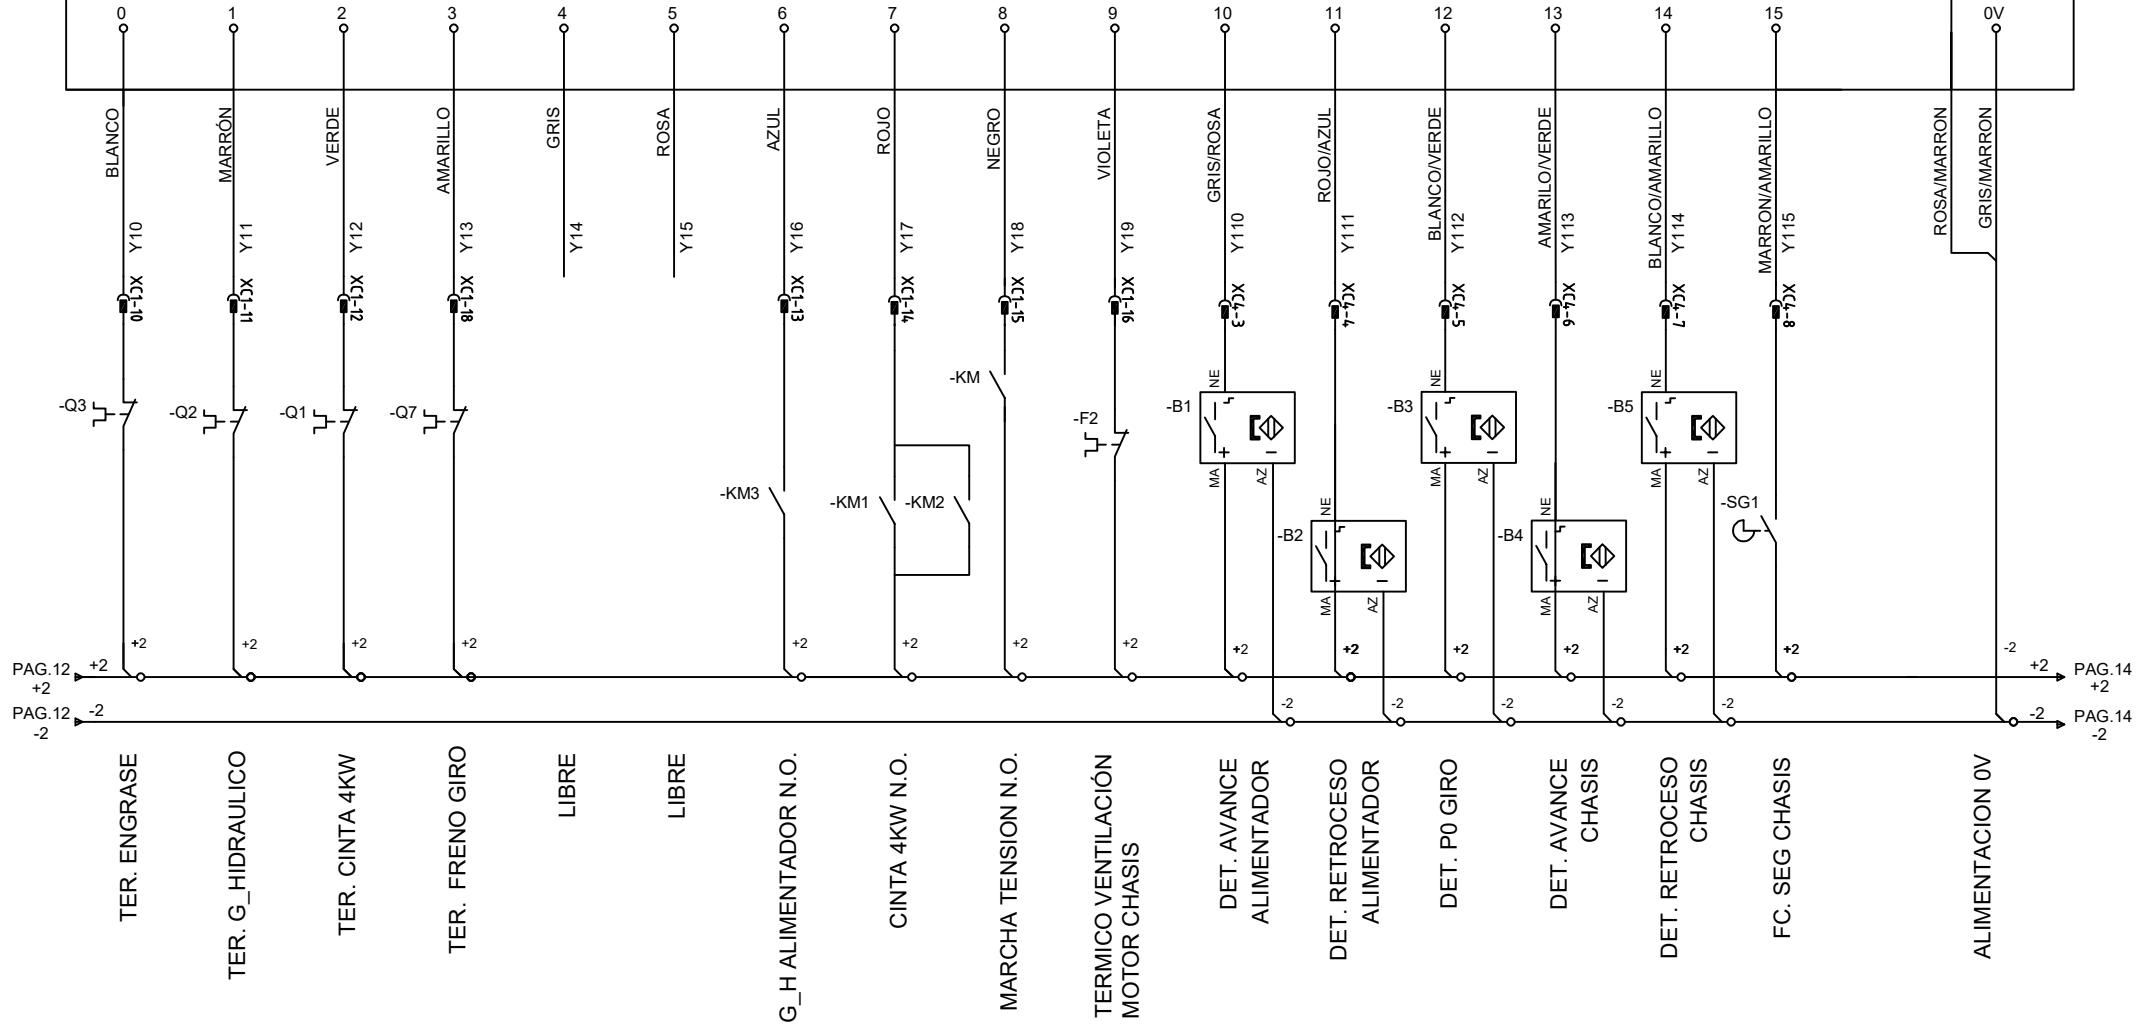 0 1 2 3 4 5 6 7 8 9 10 11 12 13 14 15 0V
BLANCO
MARRÓN
VERDE
AMARILLO
GRIS
ROSA
AZUL
ROJO
NEGRO
VIOLETA
GRIS/ROSA
ROJO/AZUL
BLANCO/VERDE
AMARILO/VERDE
BLANCO/AMARILLO
MARRON/AMARILLO
ROSA/MARRON
GRIS/MARRON
Y10
Y11
Y12
Y13
Y14
Y15
Y16
Y17
Y18
Y19
Y110
Y111
Y112
Y113
Y114
Y115
XC1-10
XC1-11
XC1-12
XC1-18
XC1-13
XC1-14
XC1-15
XC1-16
XC4-3
XC4-4
XC4-5
XC4-6
XC4-7
XC4-8
-Q3
-Q2
-Q1
-Q7
-KM3
-KM1
-KM2
-KM
-F2
NE
-B1
+ −
MA
AZ
NE
-B2
+ −
MA
AZ
NE
-B3
+ −
MA
AZ
NE
-B4
+ −
MA
AZ
NE
-B5
+ −
MA
AZ
-SG1
+2 +2 +2 +2 +2 +2 +2 +2 +2 +2 +2 +2 +2 +2 -2
PAG.12 +2
+2
+2 PAG.14
+2
-2 -2 -2 -2 -2
PAG.12 -2
-2
-2 PAG.14
-2
TER. ENGRASE
TER. G_HIDRAULICO
TER. CINTA 4KW
TER. FRENO GIRO
LIBRE
LIBRE
G_H ALIMENTADOR N.O.
CINTA 4KW N.O.
MARCHA TENSION N.O.
TERMICO VENTILACIÓN
MOTOR CHASIS
DET. AVANCE
ALIMENTADOR
DET. RETROCESO
ALIMENTADOR
DET. P0 GIRO
DET. AVANCE
CHASIS
DET. RETROCESO
CHASIS
FC. SEG CHASIS
ALIMENTACION 0V